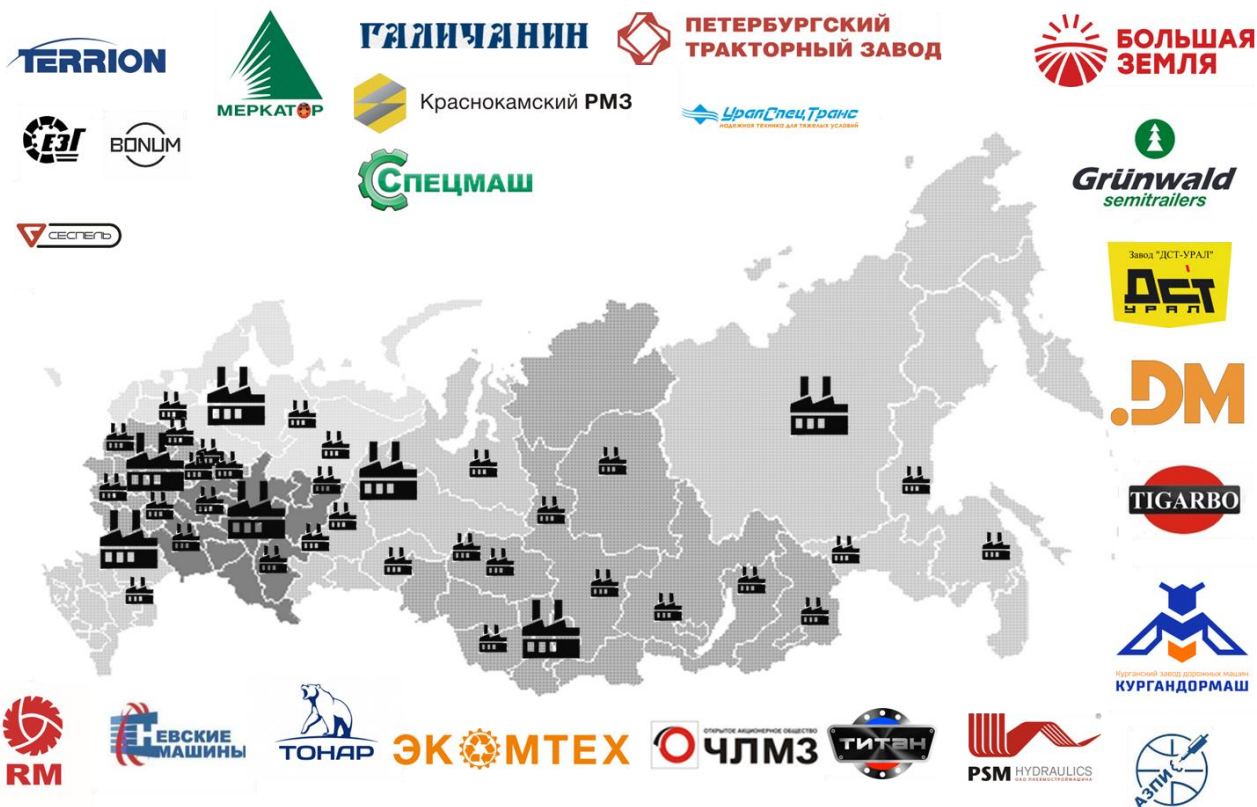 TERRION
МЕРКАТОР
ГАЛИЧАНИН
ПЕТЕРБУРГСКИЙ
ТРАКТОРНЫЙ ЗАВОД
БОЛЬШАЯ
ЗЕМЛЯ
Краснокамский РМЗ
УралСпецТранс
надежная техника для тяжелых условий
ЕЗГ
BONUM
СПЕЦМАШ
Grünwald
semitrailers
СЕСПЕЛЬ
Завод "ДСТ-УРАЛ"
ДСТ
УРАЛ
.DM
TIGARBO
Курганский завод дорожных машин
КУРГАНДОРМАШ
RM
НЕВСКИЕ
МАШИНЫ
ТОНАР
ЭКОМТЕХ
ОТКРЫТОЕ АКЦИОНЕРНОЕ ОБЩЕСТВО
ЧЛМЗ
ТИТАН
PSM HYDRAULICS
ОАО ПНЕВМОСТРОЙМАШИНА
АЗПИ